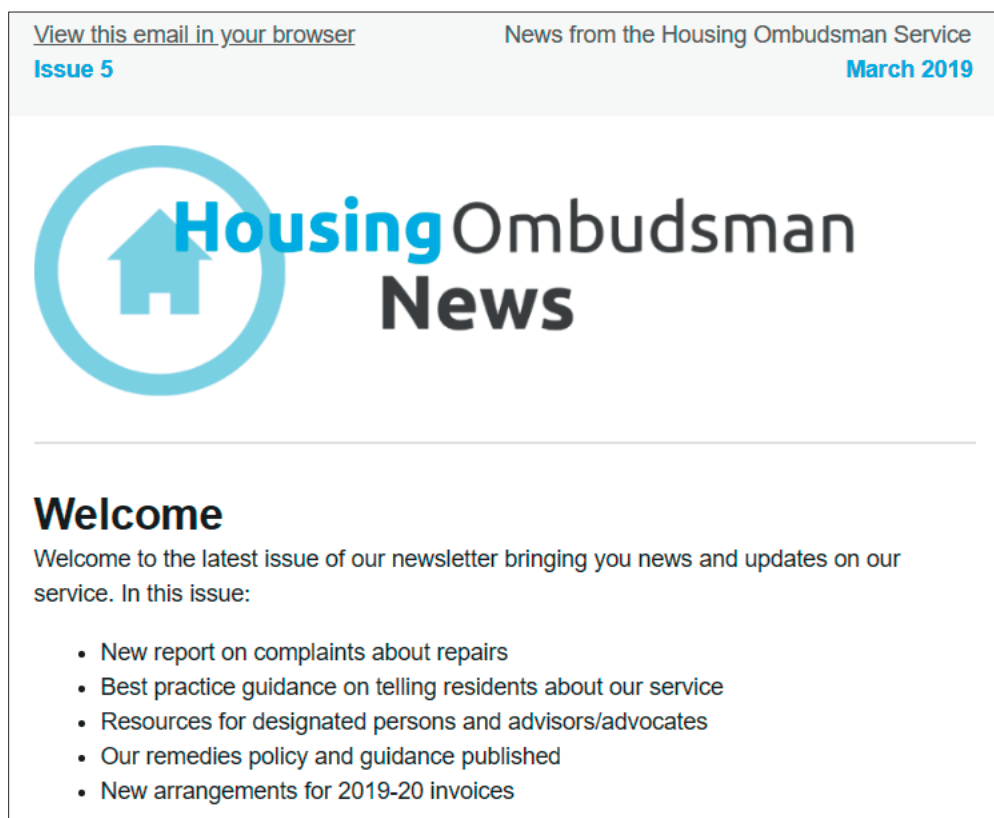 View this email in your browser News from the Housing Ombudsman Service
Issue 5 March 2019
Housing Ombudsman
News
Welcome
Welcome to the latest issue of our newsletter bringing you news and updates on our
service. In this issue:
• New report on complaints about repairs
• Best practice guidance on telling residents about our service
• Resources for designated persons and advisors/advocates
• Our remedies policy and guidance published
• New arrangements for 2019-20 invoices